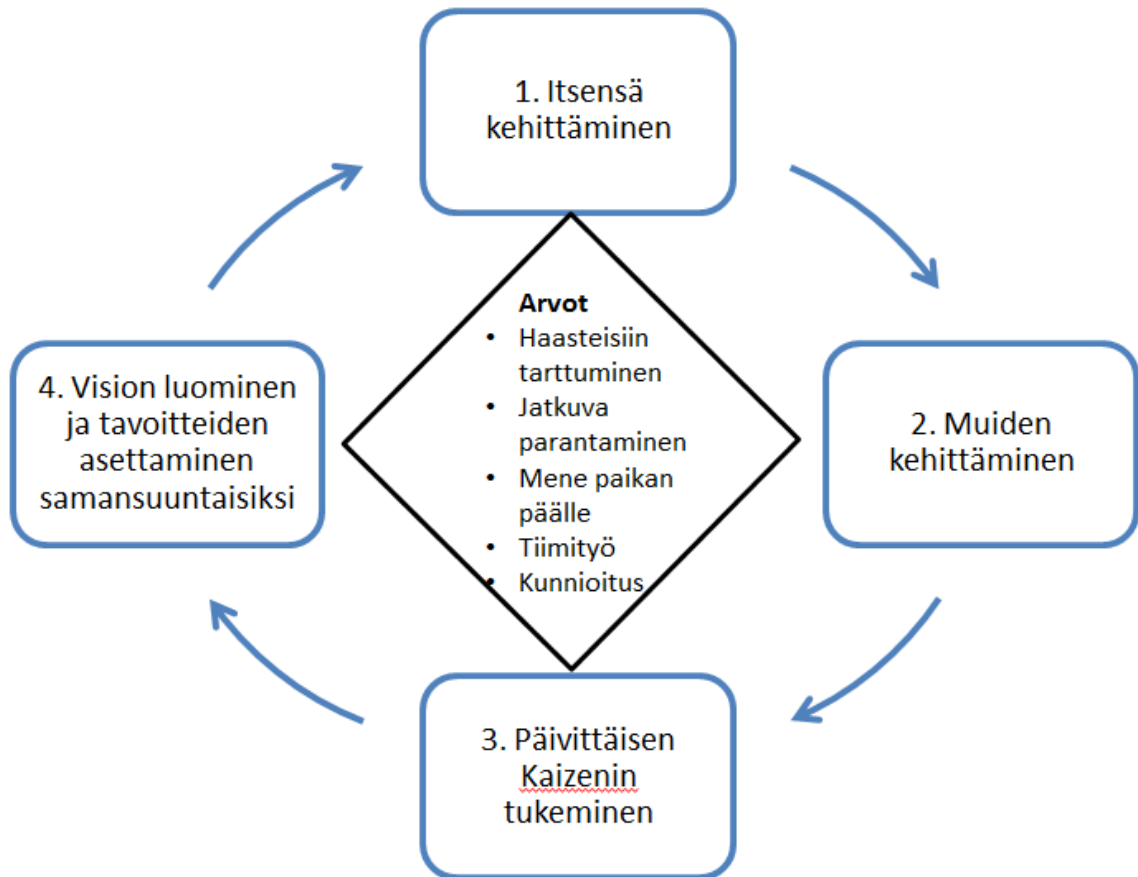 1. Itsensä
kehittäminen
Arvot
• Haasteisiin
tarttuminen
• Jatkuva
parantaminen
• Mene paikan
päälle
• Tiimityö
• Kunnioitus
4. Vision luominen
ja tavoitteiden
asettaminen
samansuuntaisiksi
2. Muiden
kehittäminen
3. Päivittäisen
Kaizenin
tukeminen